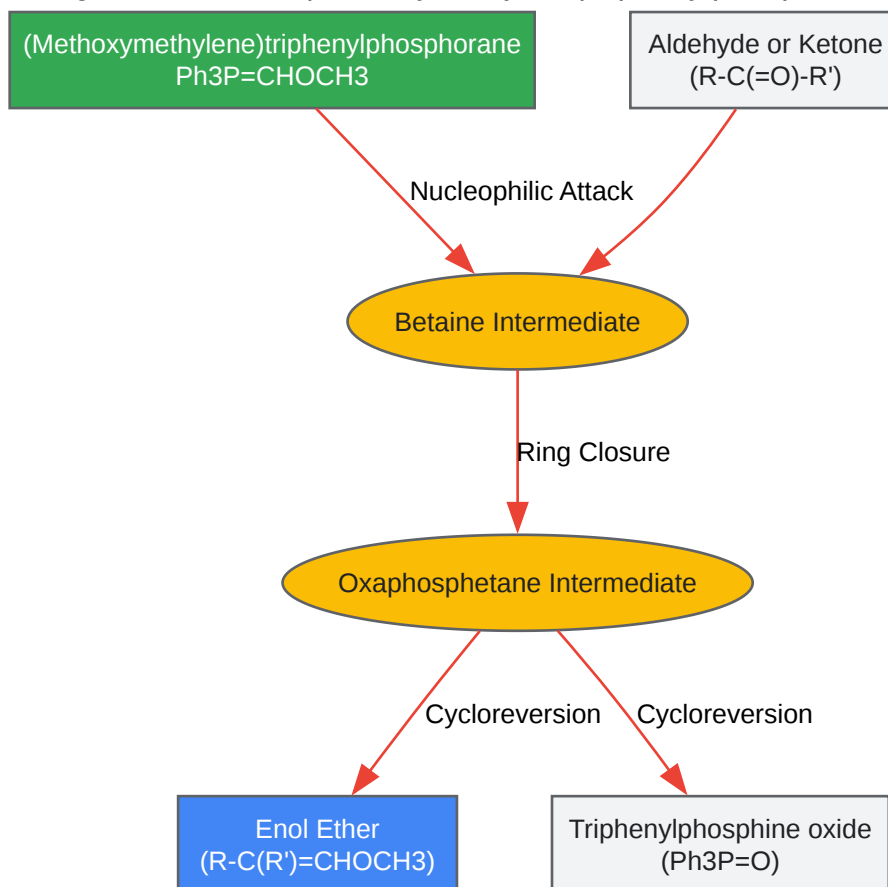 (Methoxymethylene)triphenylphosphorane
Ph3P=CHOCH3
Aldehyde or Ketone
(R-C(=O)-R')
Nucleophilic Attack
Betaine Intermediate
Ring Closure
Oxaphosphetane Intermediate
Cycloreversion
Cycloreversion
Enol Ether
(R-C(R')=CHOCH3)
Triphenylphosphine oxide
(Ph3P=O)